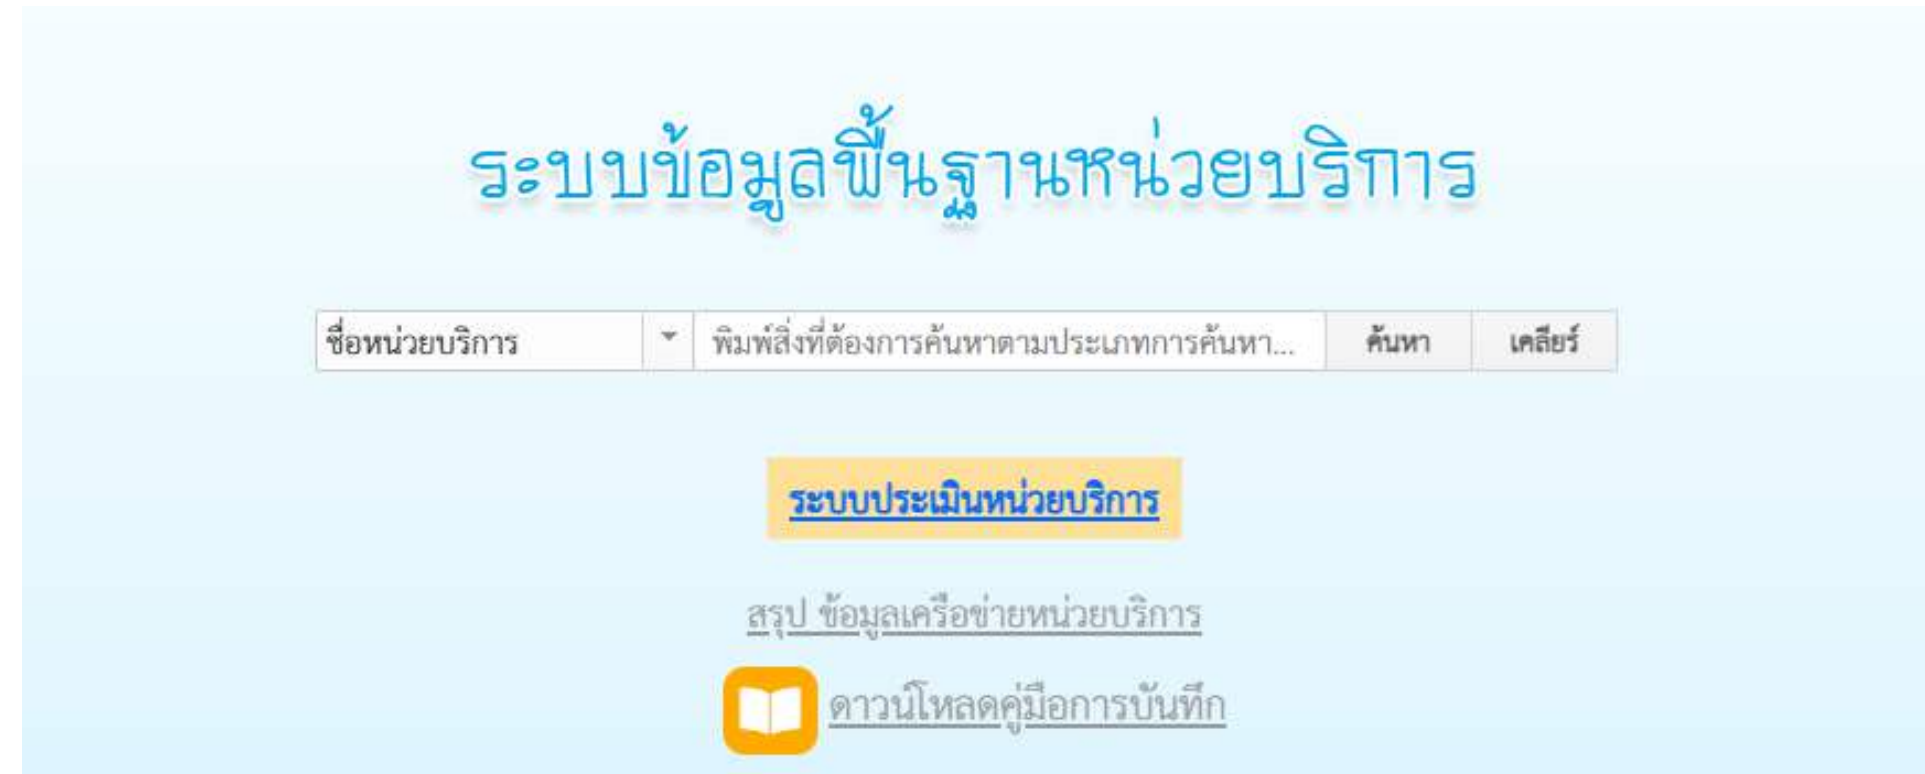 ระบบข้อมูลพื้นฐานหน่วยบริการ
ชื่อหน่วยบริการ พิมพ์สิ่งที่ต้องการค้นหาตามประเภทการค้นหา... ค้นหา เคลียร์
ระบบประเมินหน่วยบริการ
สรุป ข้อมูลเครือข่ายหน่วยบริการ
ดาวน์โหลดคู่มือการบันทึก